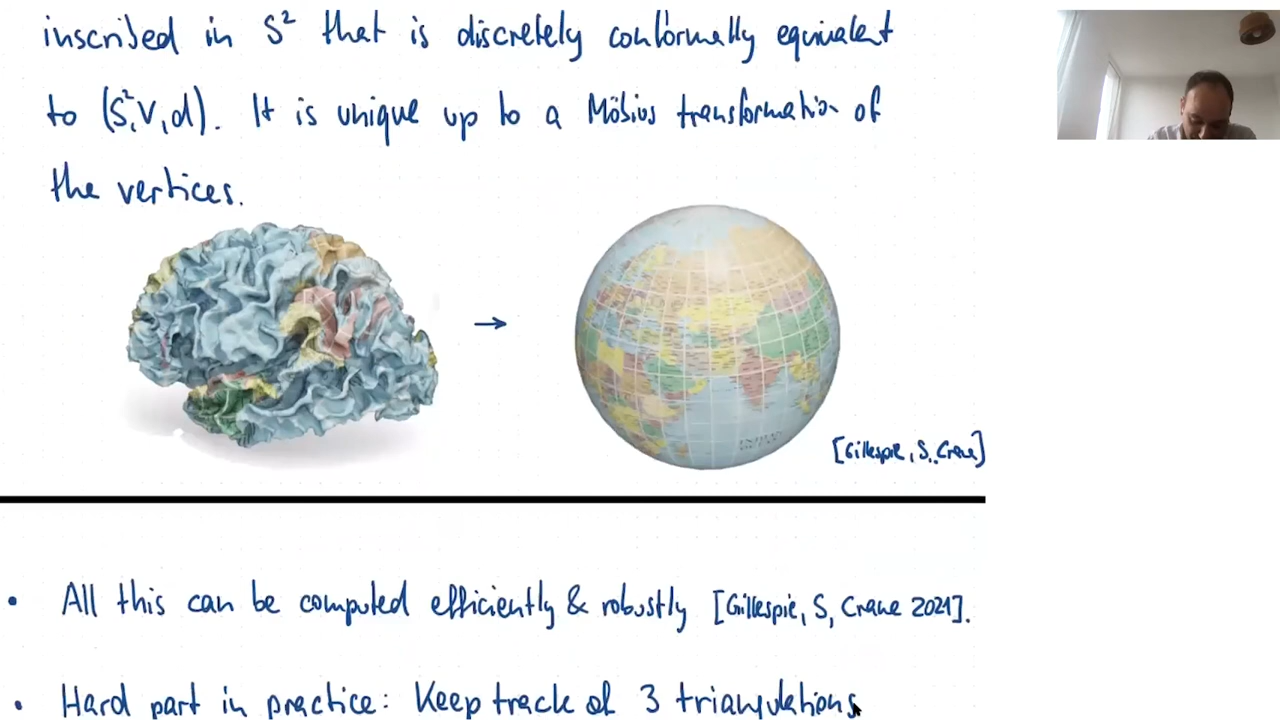 inscribed in S² that is discretely conformally equivalent
to (S², V, d). It is unique up to a Möbius transformation of
the vertices.
→
[Gillespie, S, Crane]
• All this can be computed efficiently & robustly [Gillespie, S, Crane 2021].
• Hard part in practice: Keep track of 3 triangulations